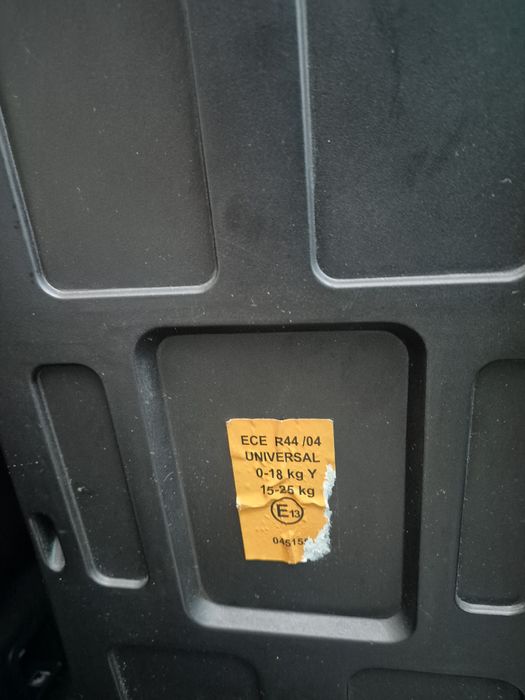 ECE R44 /04
UNIVERSAL
0-18 kg Y
15-25 kg
E13